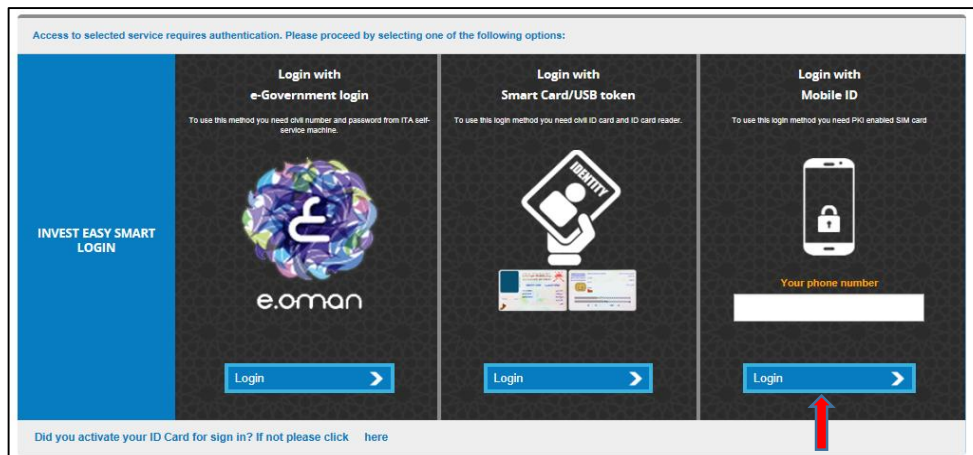 Access to selected service requires authentication. Please proceed by selecting one of the following options:
INVEST EASY SMART
LOGIN
Login with
e-Government login
To use this method you need civil number and password from ITA self-
service machine.
e.oman
Login
Login with
Smart Card/USB token
To use this login method you need civil ID card and ID card reader.
IDENTITY
Login
Login with
Mobile ID
To use this login method you need PKI enabled SIM card
Your phone number
Login
Did you activate your ID Card for sign in? If not please click here